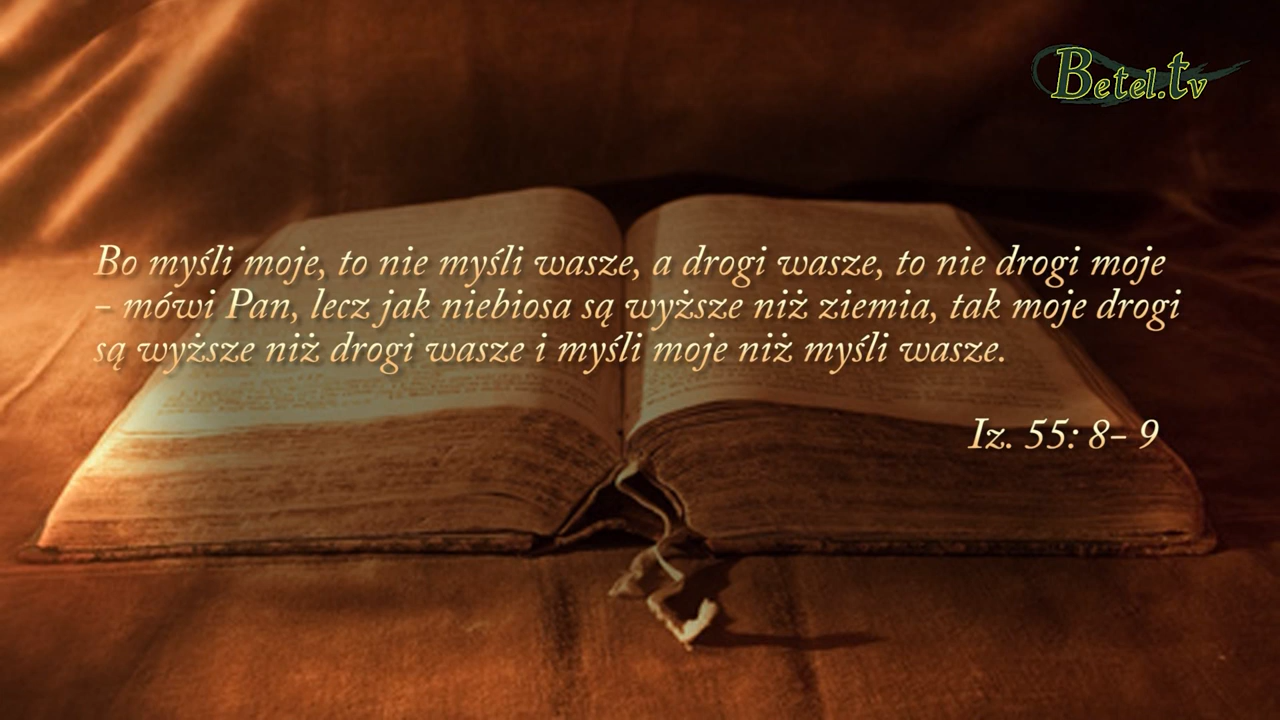 Betel.tv
Bo myśli moje, to nie myśli wasze, a drogi wasze, to nie drogi moje
– mówi Pan, lecz jak niebiosa są wyższe niż ziemia, tak moje drogi
są wyższe niż drogi wasze i myśli moje niż myśli wasze.
Iz. 55: 8– 9